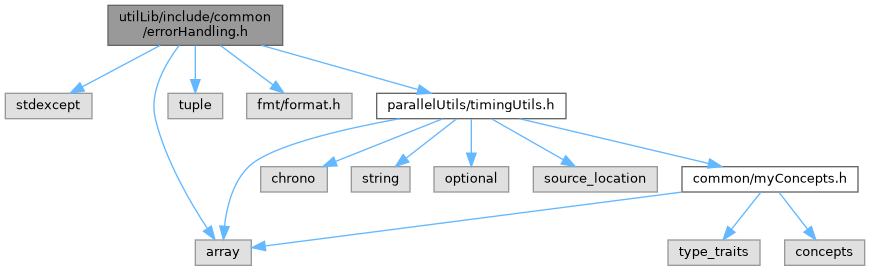 utilLib/include/common
/errorHandling.h
stdexcept
tuple
fmt/format.h
parallelUtils/timingUtils.h
chrono
string
optional
source_location
common/myConcepts.h
array
type_traits
concepts